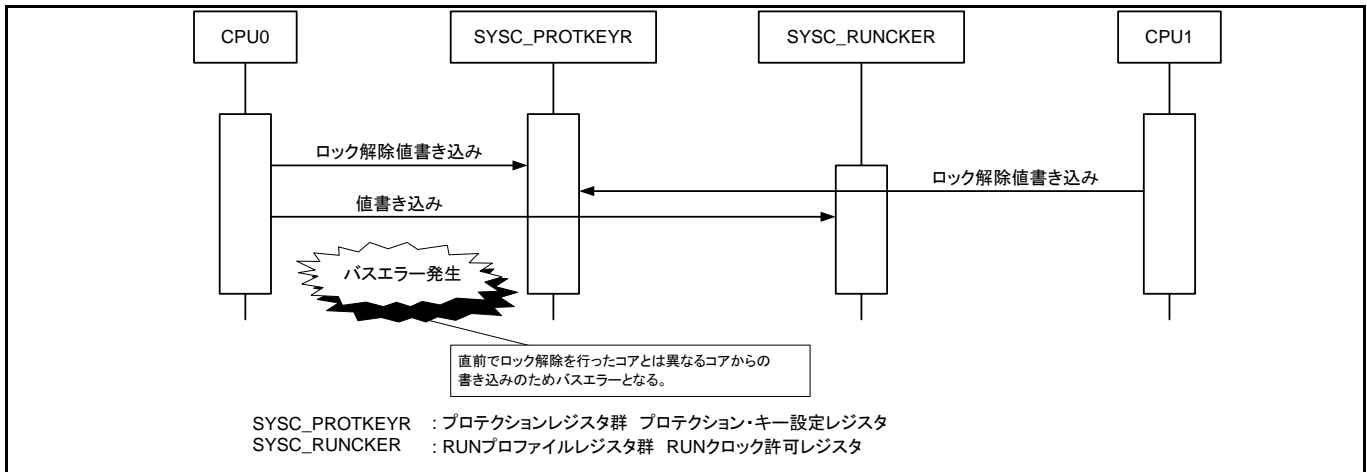 CPU0
SYSC_PROTKEYR
SYSC_RUNCKER
CPU1
ロック解除値書き込み
ロック解除値書き込み
値書き込み
バスエラー発生
直前でロック解除を行ったコアとは異なるコアからの
書き込みのためバスエラーとなる。
SYSC_PROTKEYR : プロテクションレジスタ群 プロテクション・キー設定レジスタ
SYSC_RUNCKER : RUNプロファイルレジスタ群 RUNクロック許可レジスタ